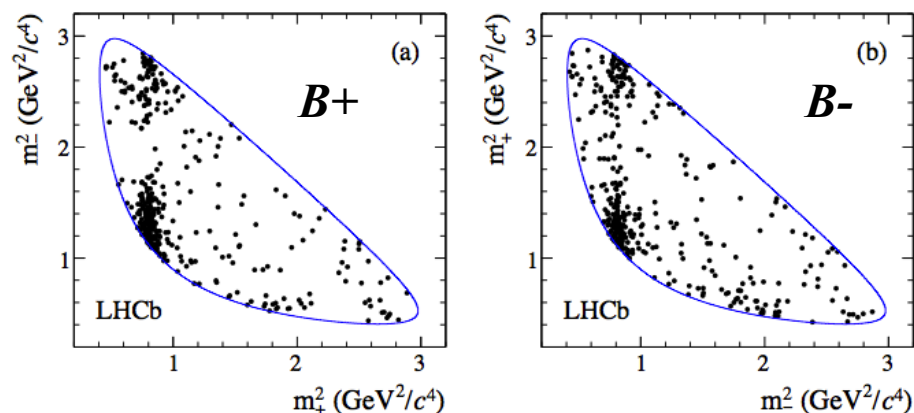 m²₋ (GeV²/c⁴)
3
2
1
(a)
B+
LHCb
1
2
3
m²₊ (GeV²/c⁴)
m²₊ (GeV²/c⁴)
3
2
1
(b)
B-
LHCb
1
2
3
m²₋ (GeV²/c⁴)